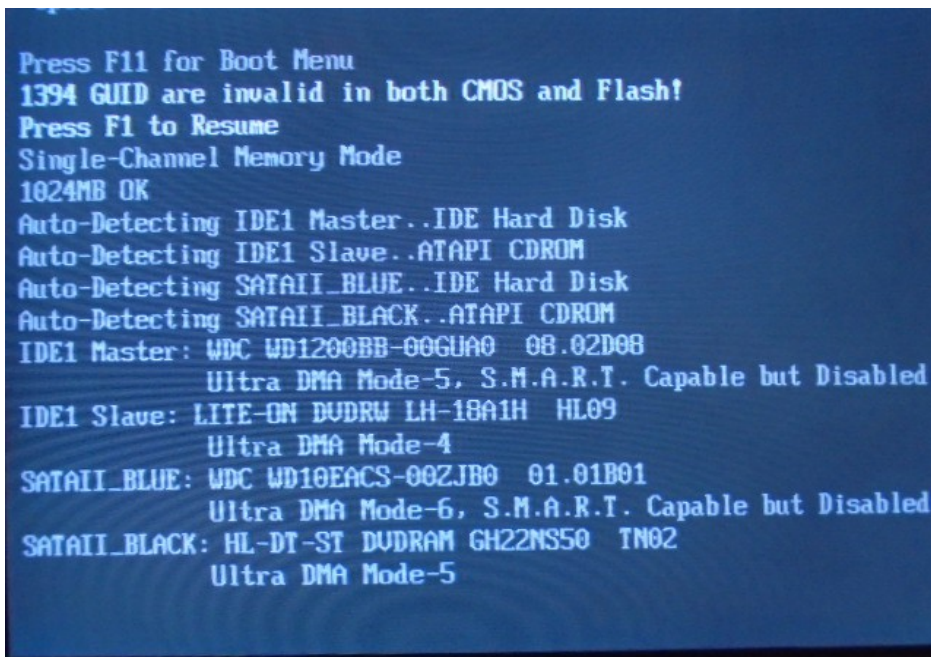 Press F11 for Boot Menu
1394 GUID are invalid in both CMOS and Flash!
Press F1 to Resume
Single-Channel Memory Mode
1024MB OK
Auto-Detecting IDE1 Master..IDE Hard Disk
Auto-Detecting IDE1 Slave..ATAPI CDROM
Auto-Detecting SATAII_BLUE..IDE Hard Disk
Auto-Detecting SATAII_BLACK..ATAPI CDROM
IDE1 Master: WDC WD1200BB-00GUA0 08.02D08
Ultra DMA Mode-5, S.M.A.R.T. Capable but Disabled
IDE1 Slave: LITE-ON DVDRW LH-18A1H HL09
Ultra DMA Mode-4
SATAII_BLUE: WDC WD10EACS-00ZJB0 01.01B01
Ultra DMA Mode-6, S.M.A.R.T. Capable but Disabled
SATAII_BLACK: HL-DT-ST DVDRAM GH22NS50 TN02
Ultra DMA Mode-5